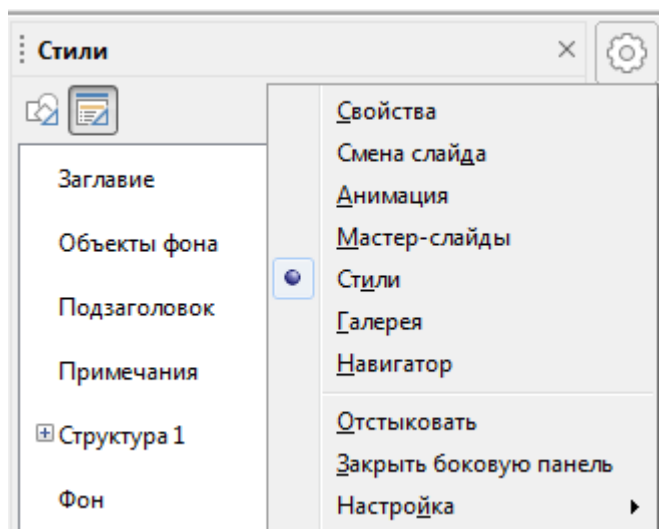 Стили
Свойства
Смена слайда
Анимация
Мастер-слайды
Стили
Галерея
Навигатор
Отстыковать
Закрыть боковую панель
Настройка
Заглавие
Объекты фона
Подзаголовок
Примечания
Структура 1
Фон